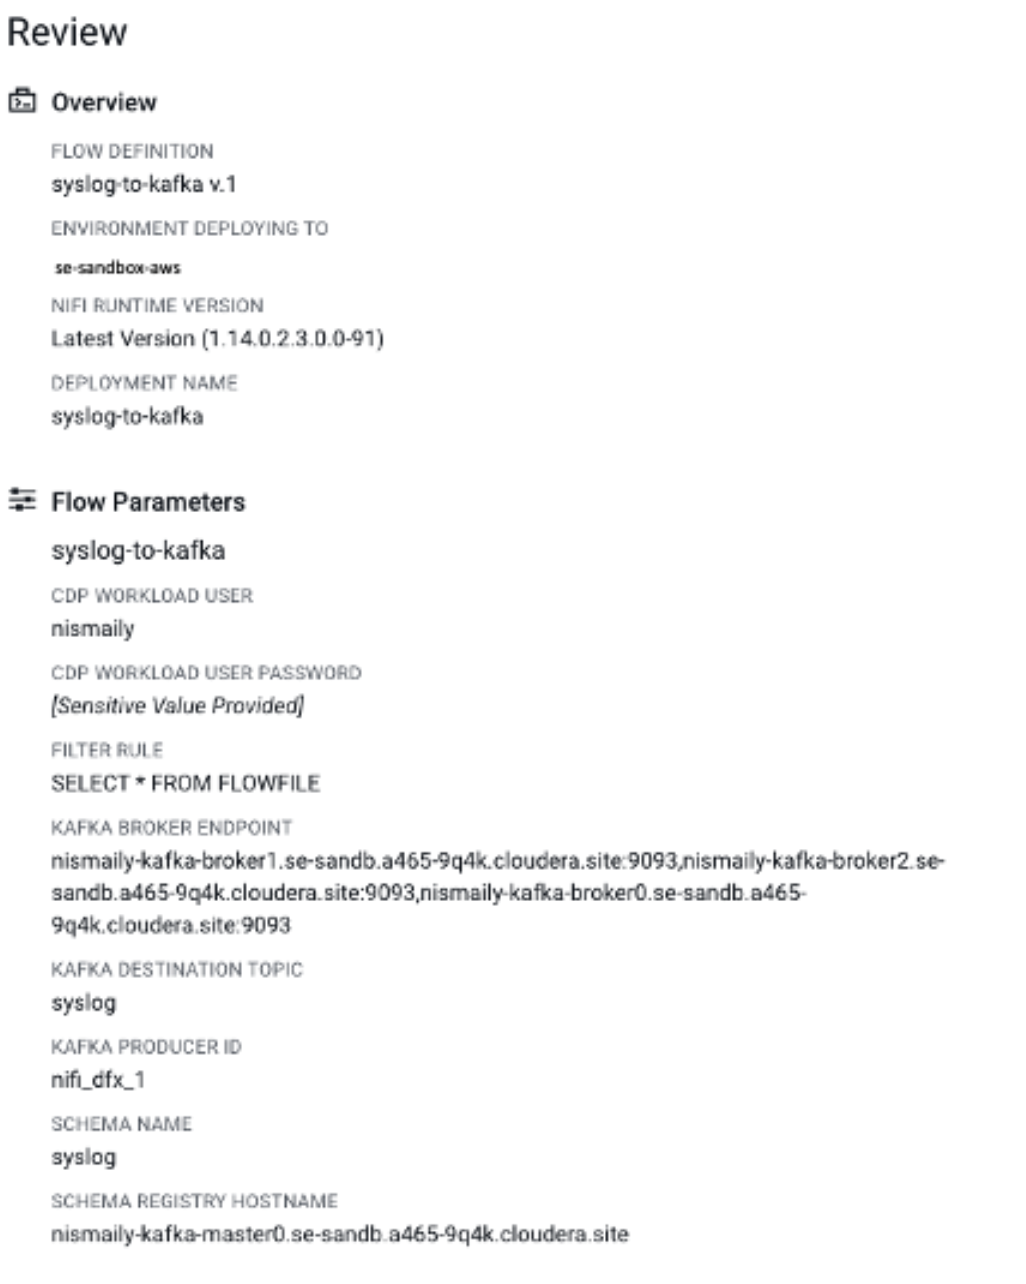 Review
Overview
FLOW DEFINITION
syslog-to-kafka v.1
ENVIRONMENT DEPLOYING TO
se-sandbox-aws
NIFI RUNTIME VERSION
Latest Version (1.14.0.2.3.0.0-91)
DEPLOYMENT NAME
syslog-to-kafka
Flow Parameters
syslog-to-kafka
CDP WORKLOAD USER
nismaily
CDP WORKLOAD USER PASSWORD
[Sensitive Value Provided]
FILTER RULE
SELECT * FROM FLOWFILE
KAFKA BROKER ENDPOINT
nismaily-kafka-broker1.se-sandb.a465-9q4k.cloudera.site:9093,nismaily-kafka-broker2.se-
sandb.a465-9q4k.cloudera.site:9093,nismaily-kafka-broker0.se-sandb.a465-
9q4k.cloudera.site:9093
KAFKA DESTINATION TOPIC
syslog
KAFKA PRODUCER ID
nifi_dfx_1
SCHEMA NAME
syslog
SCHEMA REGISTRY HOSTNAME
nismaily-kafka-master0.se-sandb.a465-9q4k.cloudera.site